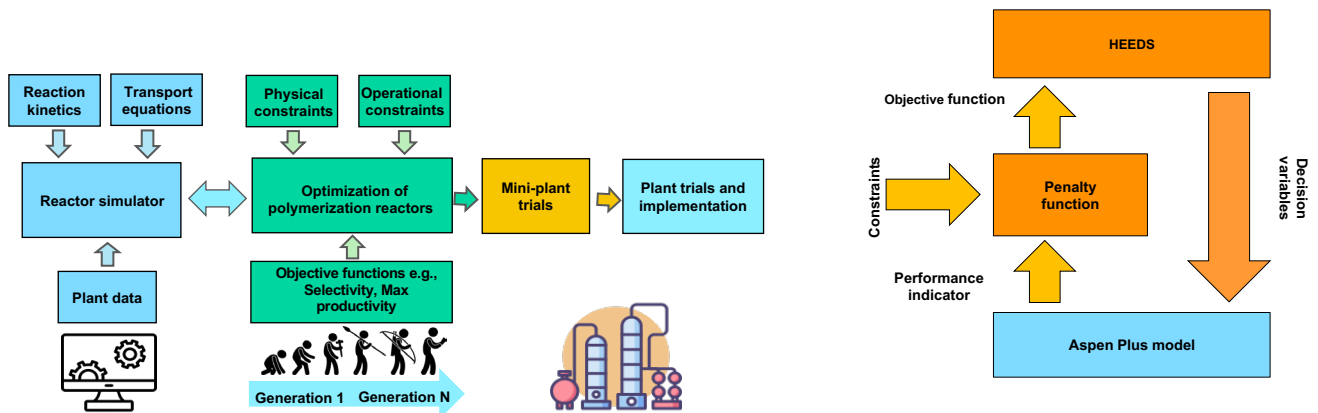 Reaction
kinetics
Transport
equations
Physical
constraints
Operational
constraints
Reactor simulator
Optimization of
polymerization reactors
Mini-plant
trials
Plant trials and
implementation
Plant data
Objective functions e.g.,
Selectivity, Max
productivity
Generation 1
Generation N
HEEDS
Objective function
Constraints
Penalty
function
Decision
variables
Performance
indicator
Aspen Plus model